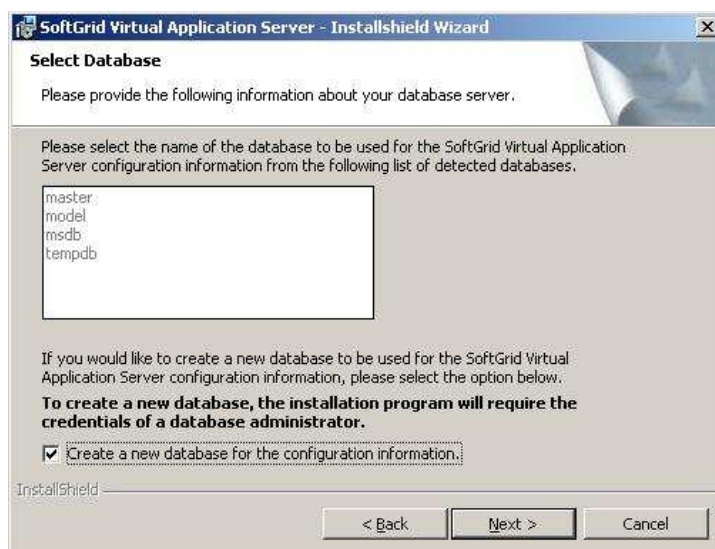 SoftGrid Virtual Application Server - Installshield Wizard
Select Database
Please provide the following information about your database server.
Please select the name of the database to be used for the SoftGrid Virtual Application
Server configuration information from the following list of detected databases.
master
model
msdb
tempdb
If you would like to create a new database to be used for the SoftGrid Virtual
Application Server configuration information, please select the option below.
To create a new database, the installation program will require the
credentials of a database administrator.
Create a new database for the configuration information.
InstallShield
< Back
Next >
Cancel